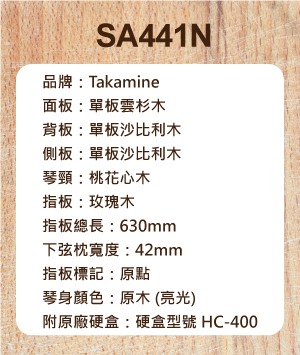 SA441N
品牌：Takamine
面板：單板雲杉木
背板：單板沙比利木
側板：單板沙比利木
琴頸：桃花心木
指板：玫瑰木
指板總長：630mm
下弦枕寬度：42mm
指板標記：原點
琴身顏色：原木 (亮光)
附原廠硬盒：硬盒型號 HC-400